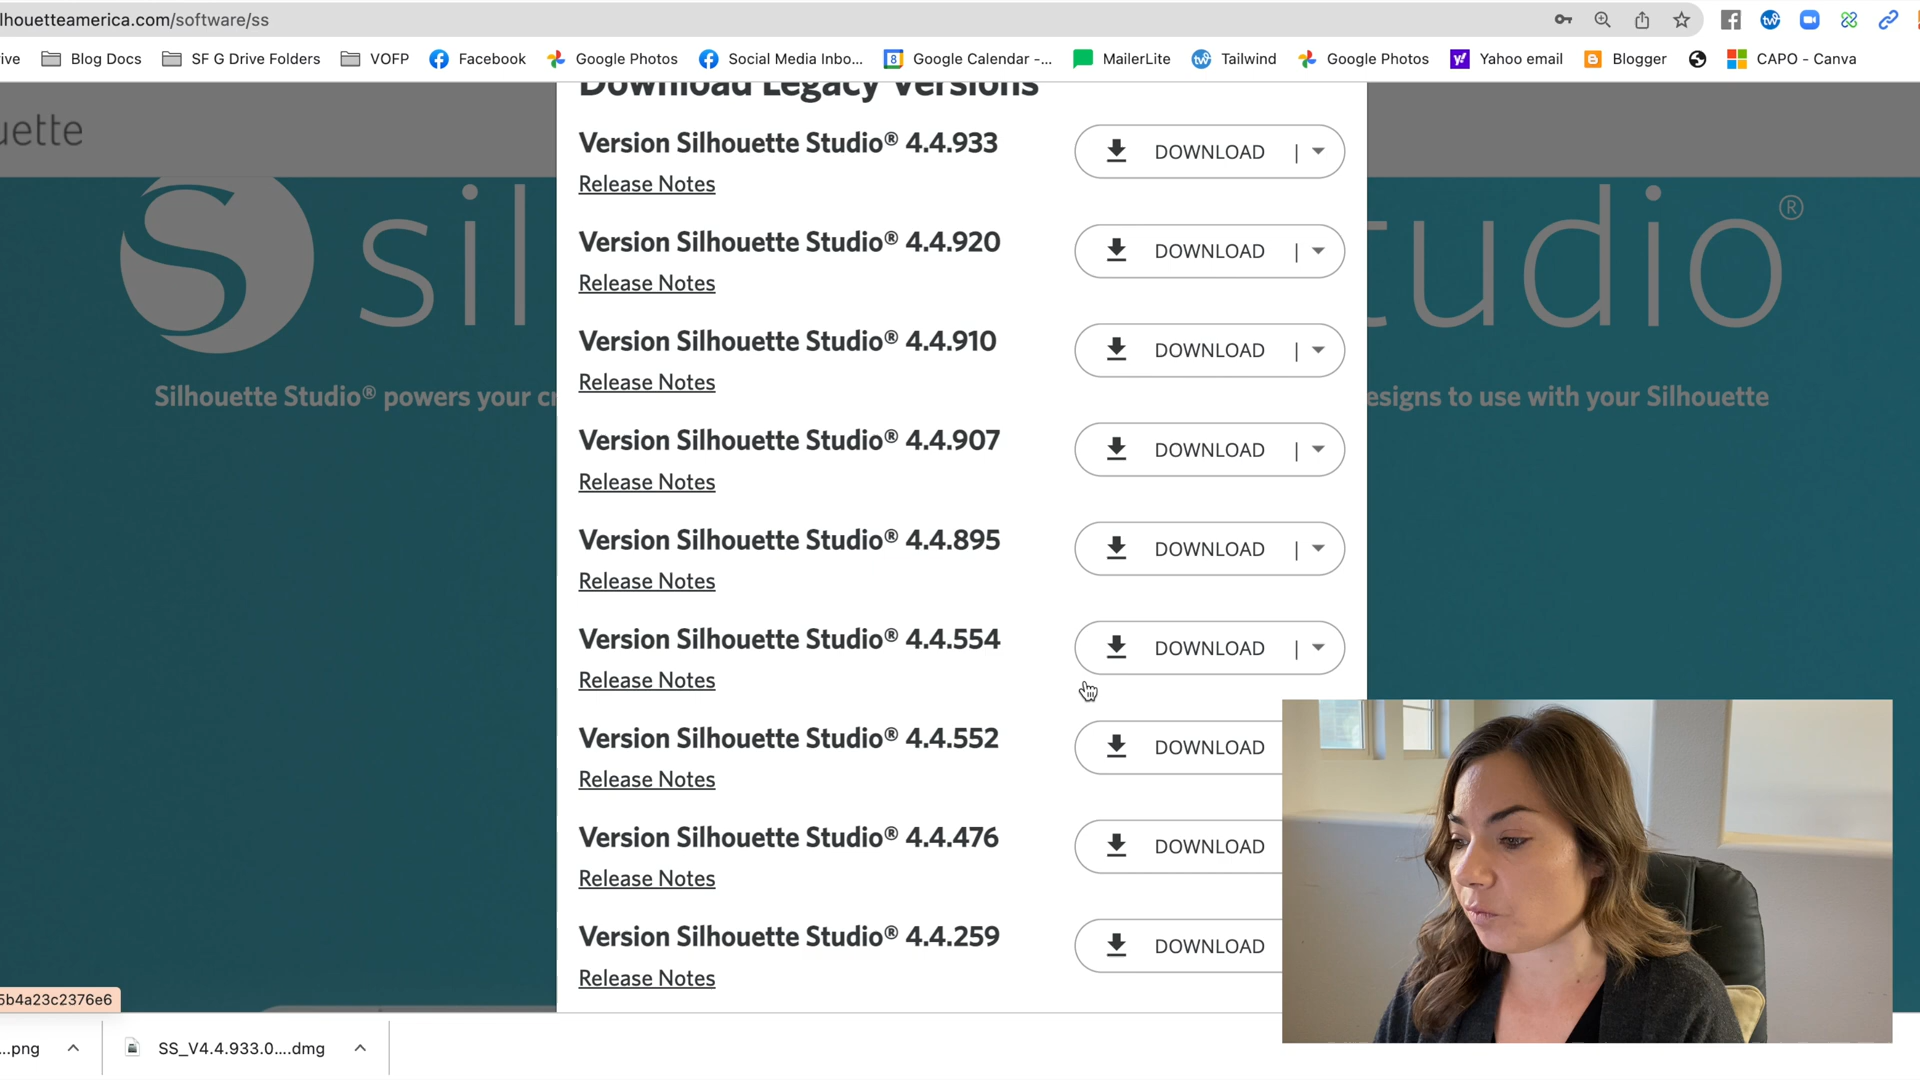 lhouetteamerica.com/software/ss
ive Blog Docs SF G Drive Folders VOFP Facebook Google Photos Social Media Inbo... Google Calendar -... MailerLite Tailwind Google Photos Yahoo email Blogger CAPO - Canva
Download Legacy Versions
uette
Version Silhouette Studio® 4.4.933
DOWNLOAD
Release Notes
sil tudio®
Version Silhouette Studio® 4.4.920
DOWNLOAD
Release Notes
Version Silhouette Studio® 4.4.910
DOWNLOAD
Release Notes
Silhouette Studio® powers your cr esigns to use with your Silhouette
Version Silhouette Studio® 4.4.907
DOWNLOAD
Release Notes
Version Silhouette Studio® 4.4.895
DOWNLOAD
Release Notes
Version Silhouette Studio® 4.4.554
DOWNLOAD
Release Notes
Version Silhouette Studio® 4.4.552
DOWNLOAD
Release Notes
Version Silhouette Studio® 4.4.476
DOWNLOAD
Release Notes
Version Silhouette Studio® 4.4.259
DOWNLOAD
Release Notes
5b4a23c2376e6
...png SS_V4.4.933.0....dmg